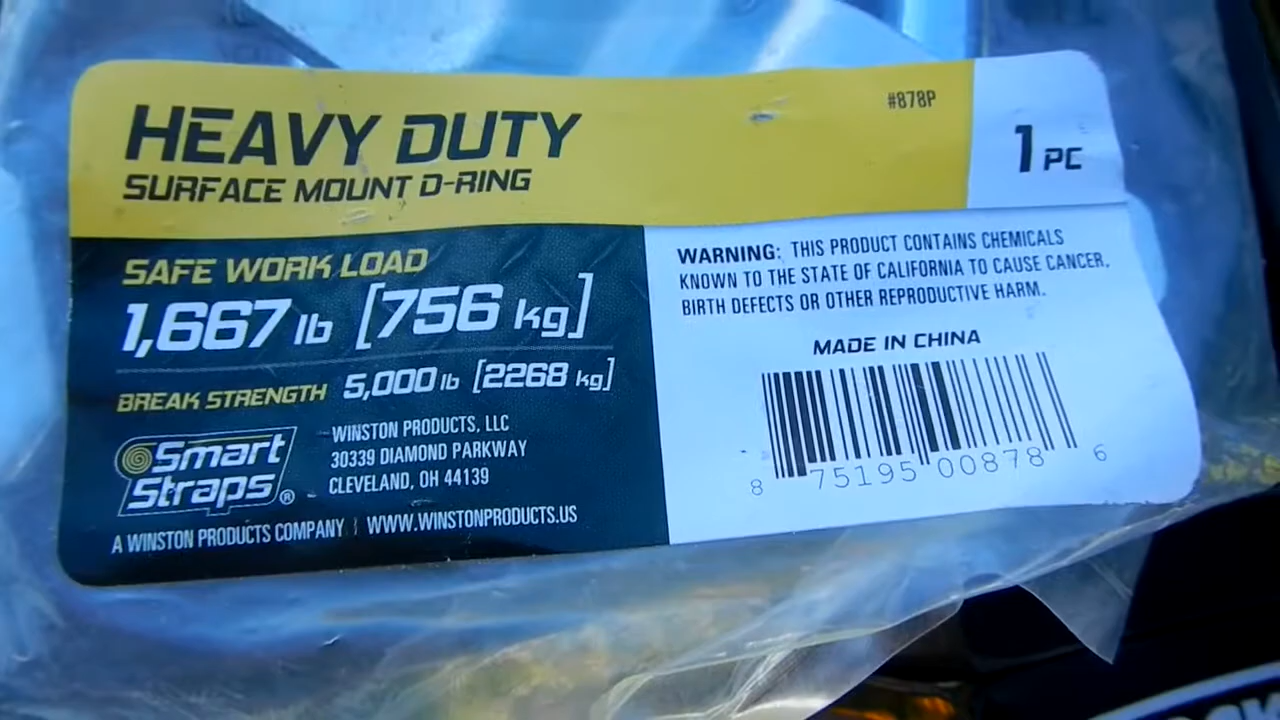 HEAVY DUTY
SURFACE MOUNT D-RING
#878P
1 PC
SAFE WORK LOAD
1,667 lb [756 kg]
BREAK STRENGTH 5,000 lb [2268 kg]
Smart
Straps®
WINSTON PRODUCTS, LLC
30339 DIAMOND PARKWAY
CLEVELAND, OH 44139
A WINSTON PRODUCTS COMPANY | WWW.WINSTONPRODUCTS.US
WARNING: THIS PRODUCT CONTAINS CHEMICALS
KNOWN TO THE STATE OF CALIFORNIA TO CAUSE CANCER,
BIRTH DEFECTS OR OTHER REPRODUCTIVE HARM.
MADE IN CHINA
8 75195 00878 6